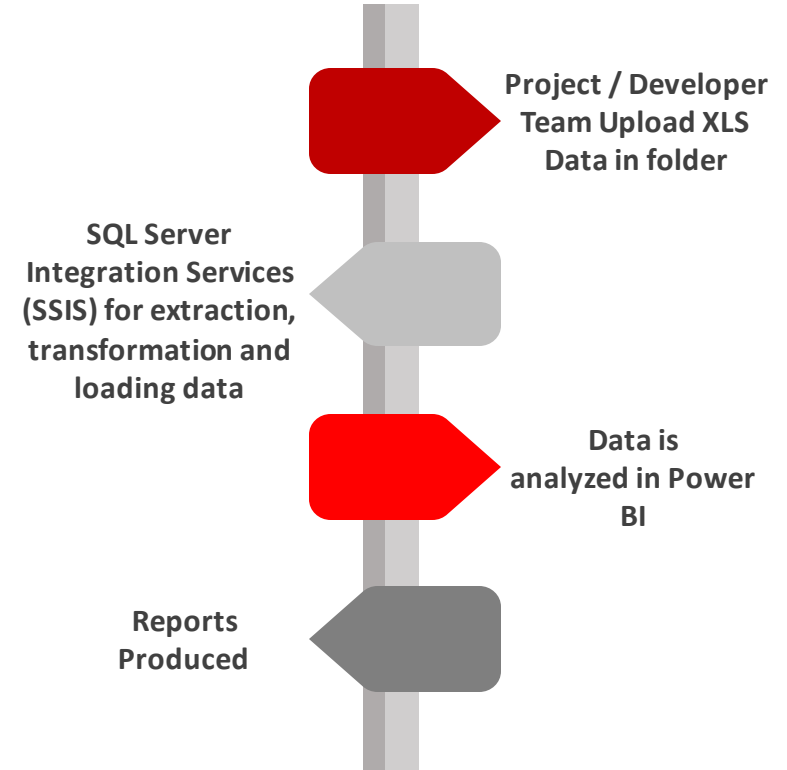 Project / Developer
Team Upload XLS
Data in folder
SQL Server
Integration Services
(SSIS) for extraction,
transformation and
loading data
Data is
analyzed in Power
BI
Reports
Produced